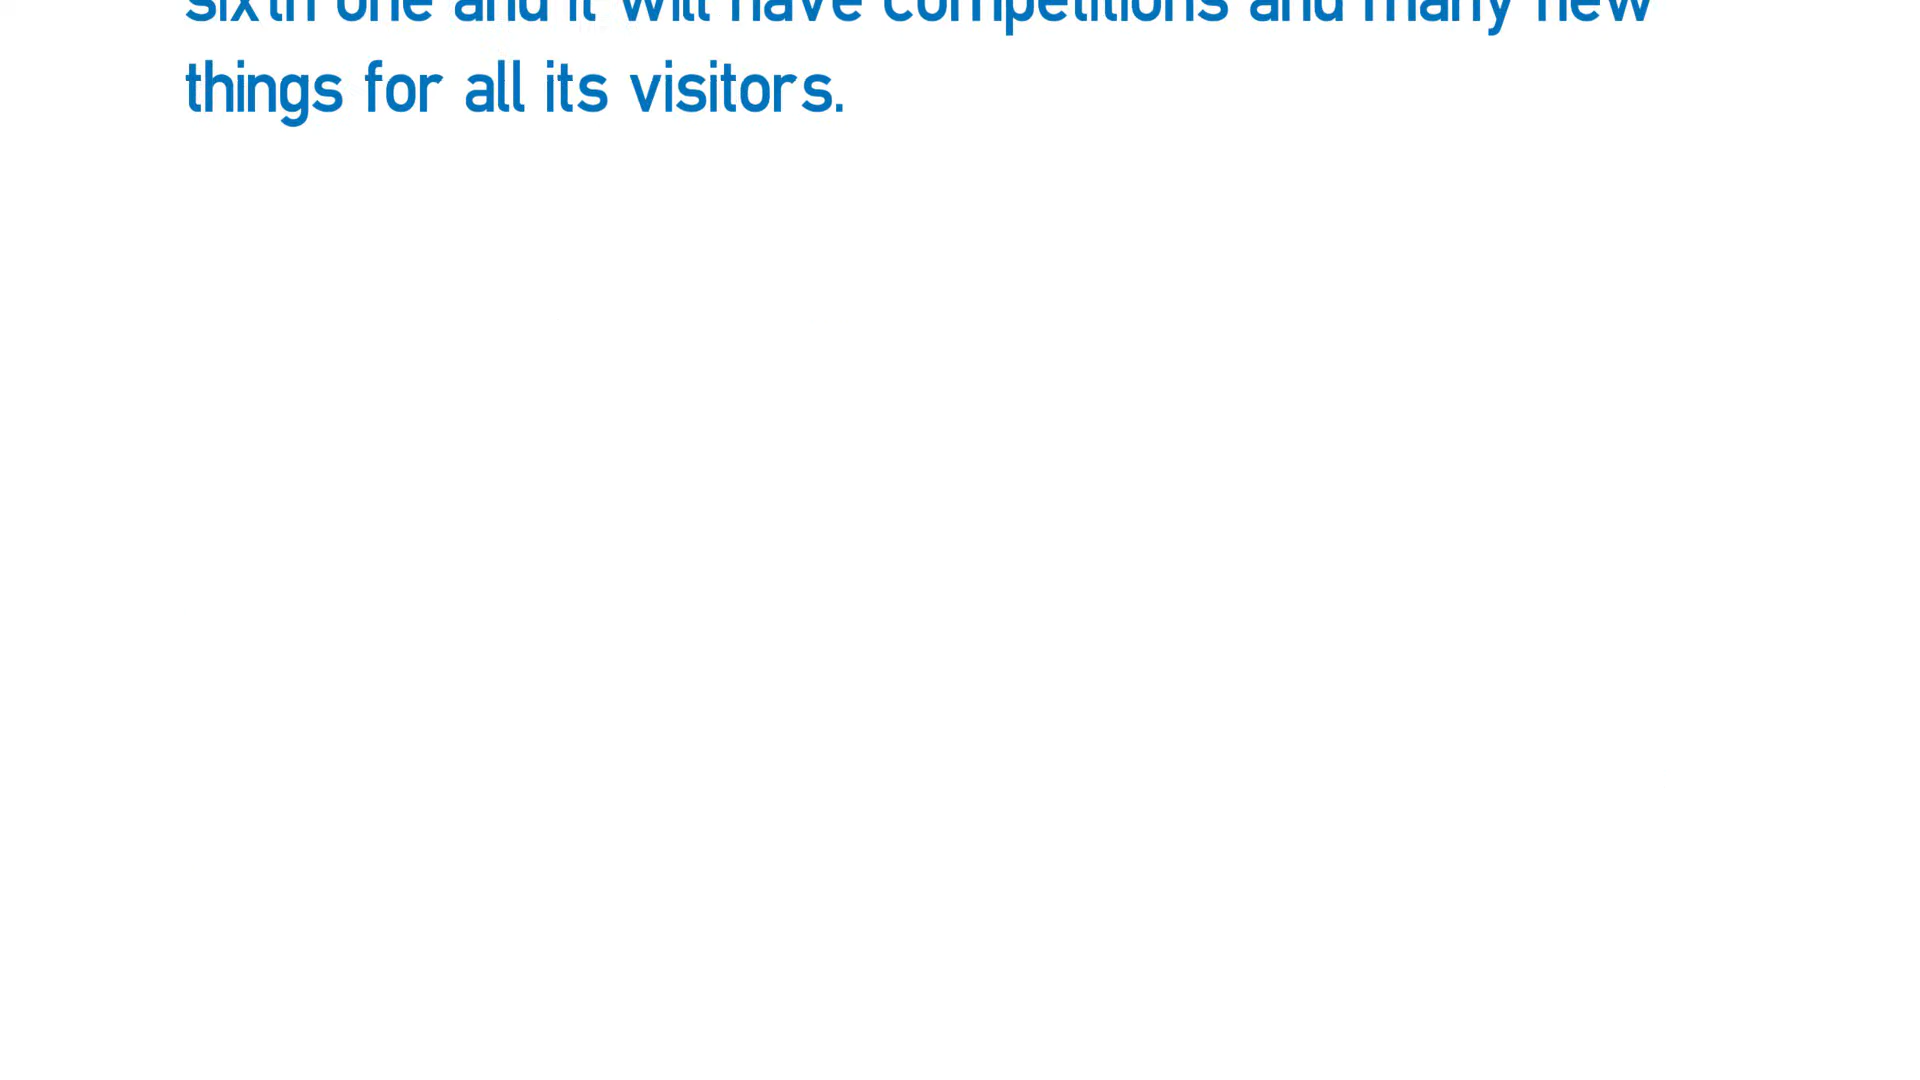 sixth one and it will have competitions and many new
things for all its visitors.